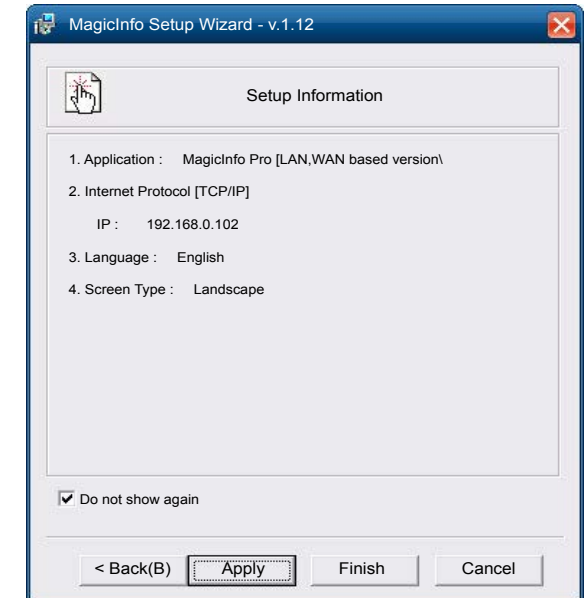 MagicInfo Setup Wizard - v.1.12
Setup Information
1. Application : MagicInfo Pro [LAN,WAN based version\
2. Internet Protocol [TCP/IP]
IP : 192.168.0.102
3. Language : English
4. Screen Type : Landscape
Do not show again
< Back(B) Apply Finish Cancel